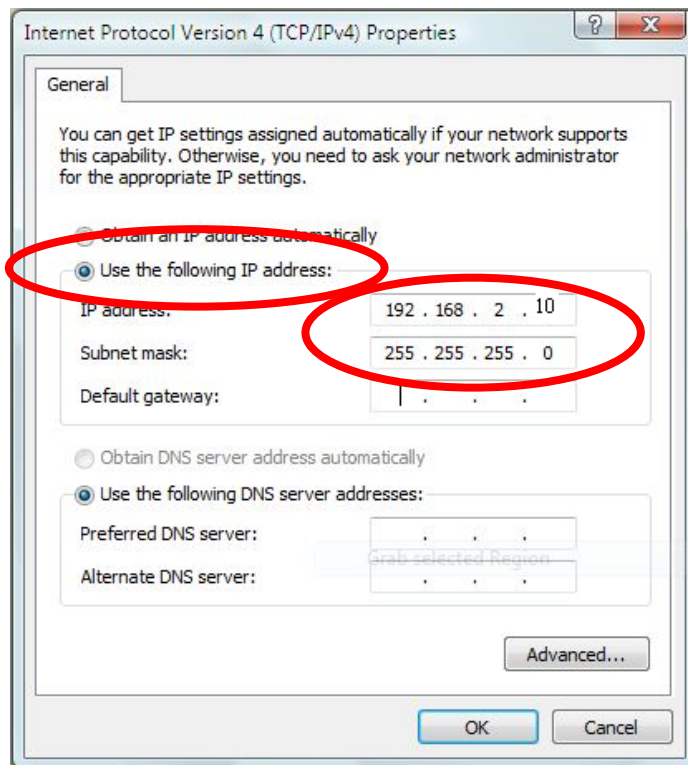 Internet Protocol Version 4 (TCP/IPv4) Properties
General
You can get IP settings assigned automatically if your network supports
this capability. Otherwise, you need to ask your network administrator
for the appropriate IP settings.
Obtain an IP address automatically
Use the following IP address:
IP address: 192 . 168 . 2 . 10
Subnet mask: 255 . 255 . 255 . 0
Default gateway: . . .
Obtain DNS server address automatically
Use the following DNS server addresses:
Preferred DNS server: . . .
Grab selected Region
Alternate DNS server: . . .
Advanced...
OK Cancel